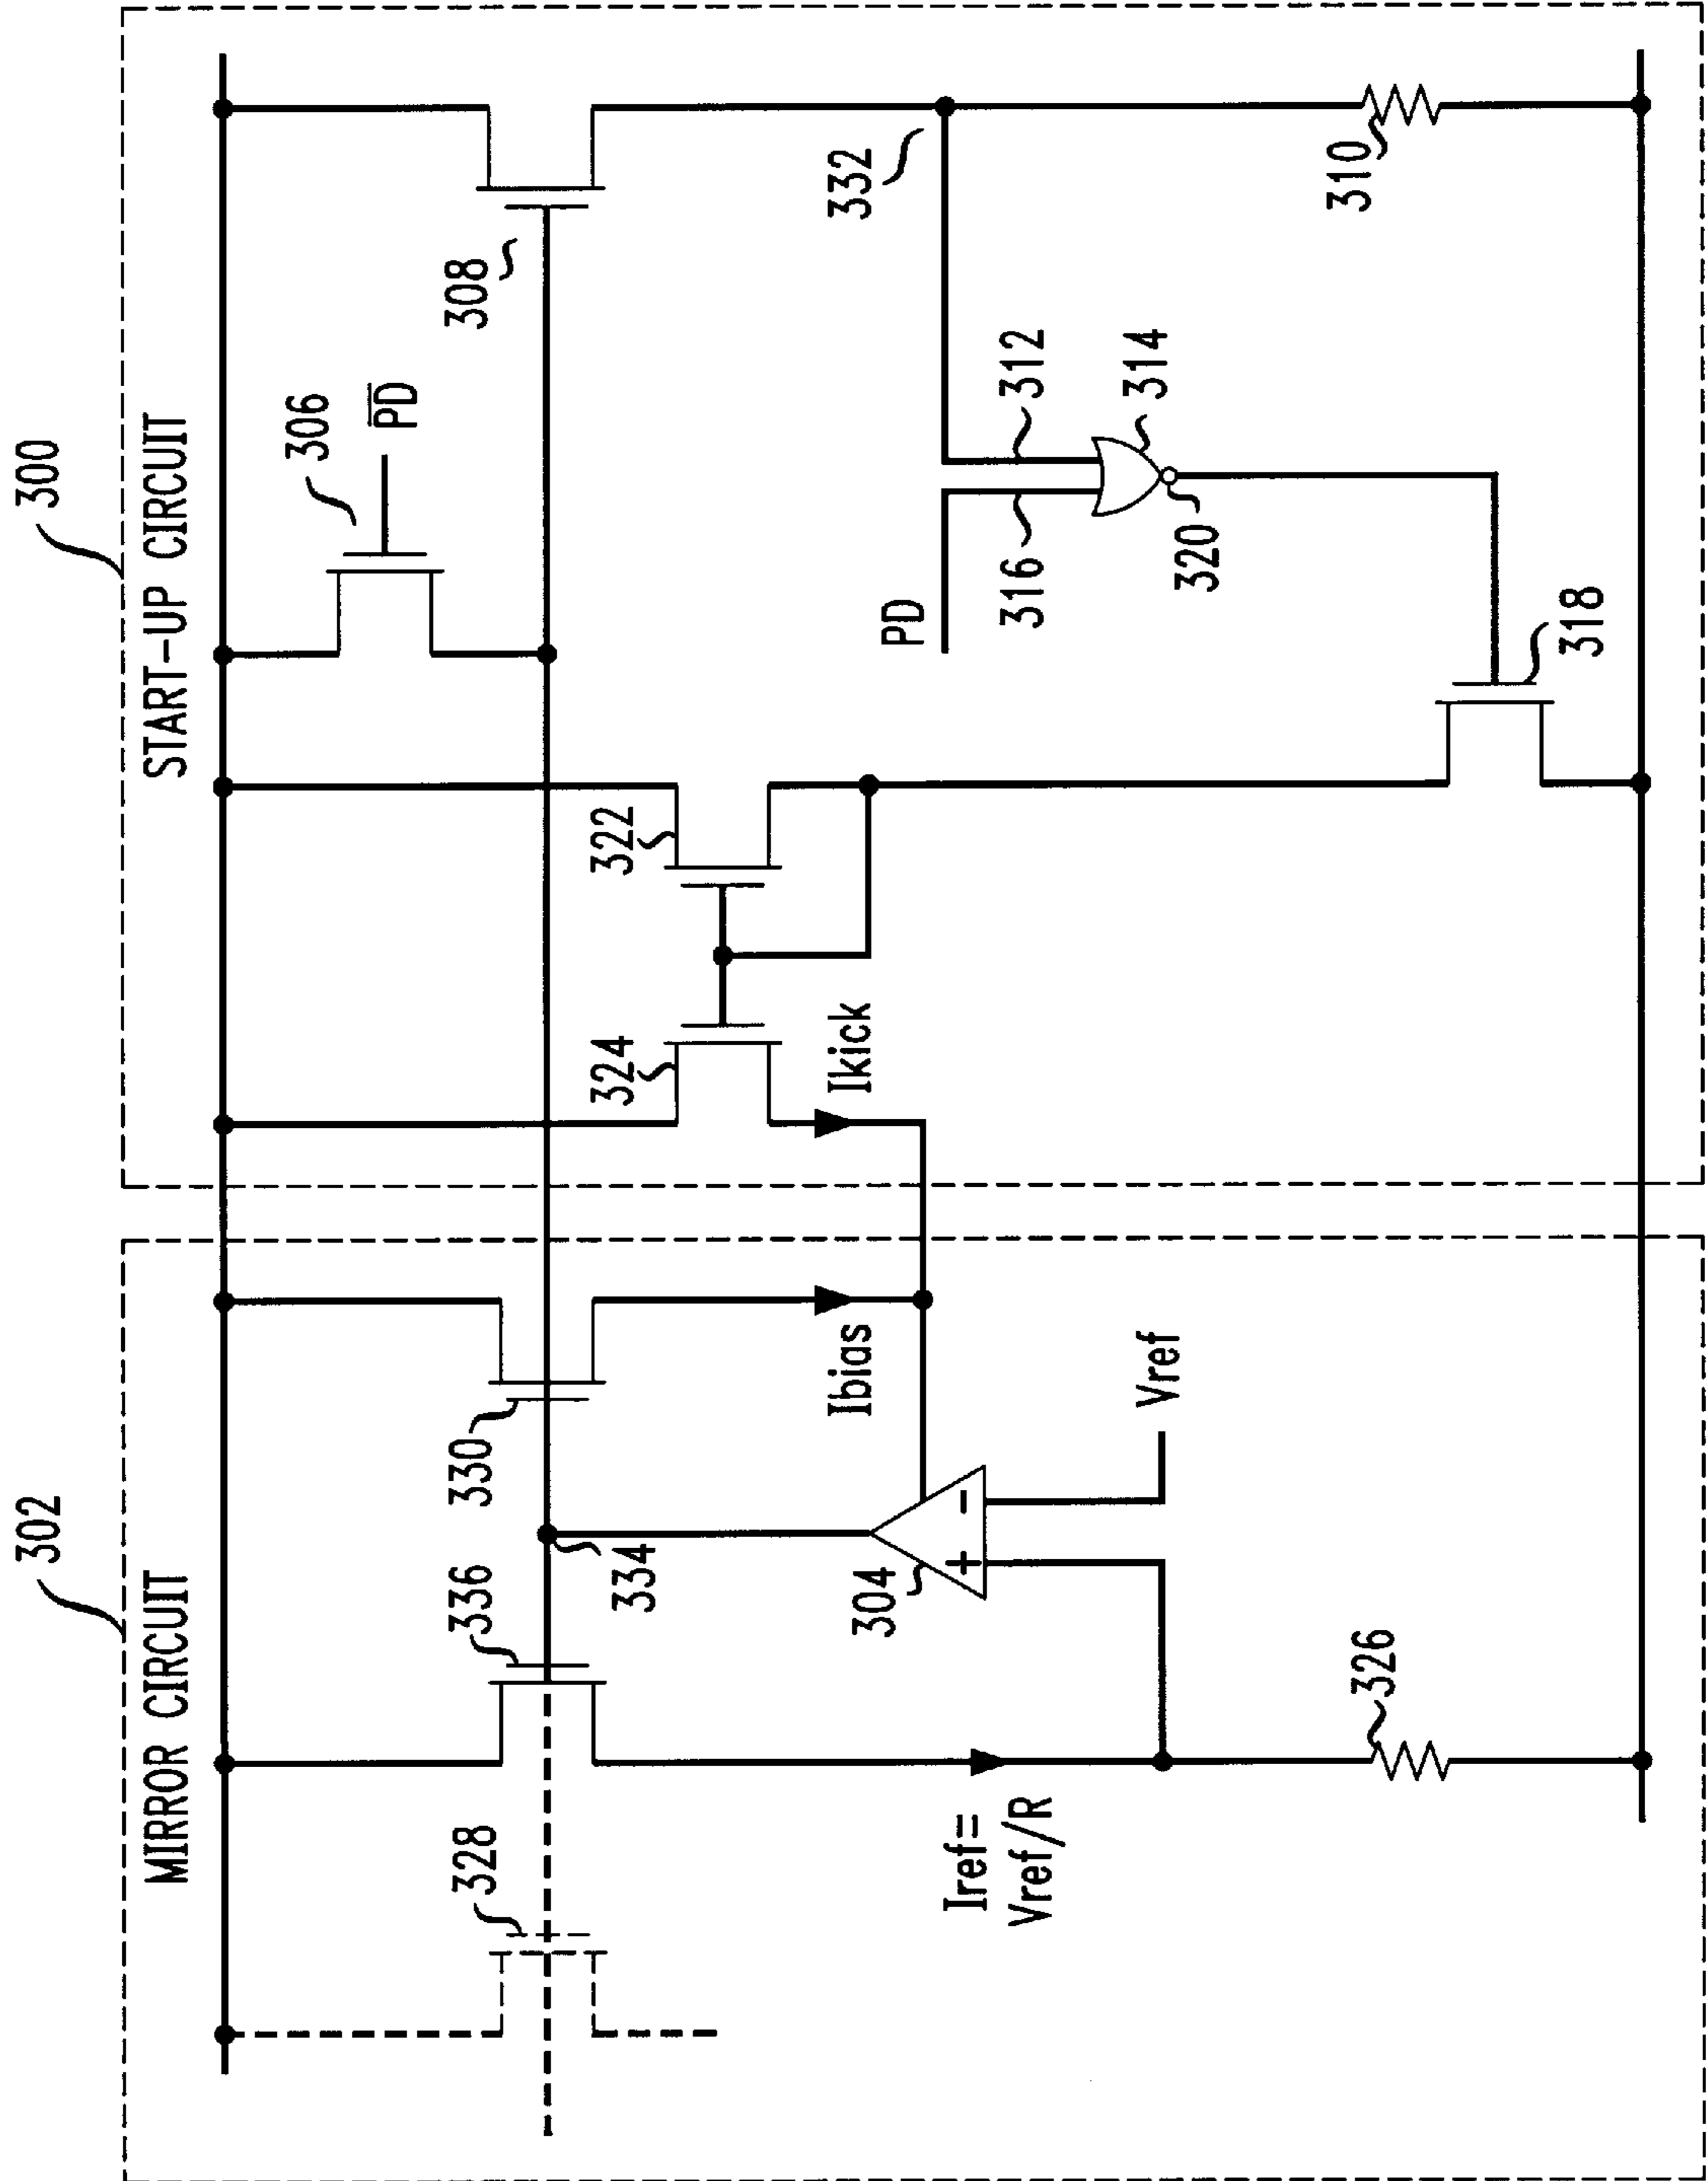 302
300
MIRROR CIRCUIT
START-UP CIRCUIT
328
336
330
334
304
+
-
Vref
Ibias
Iref=
Vref/R
326
324
322
Ikick
306
P̅D̅
308
332
PD
316
312
314
320
318
310